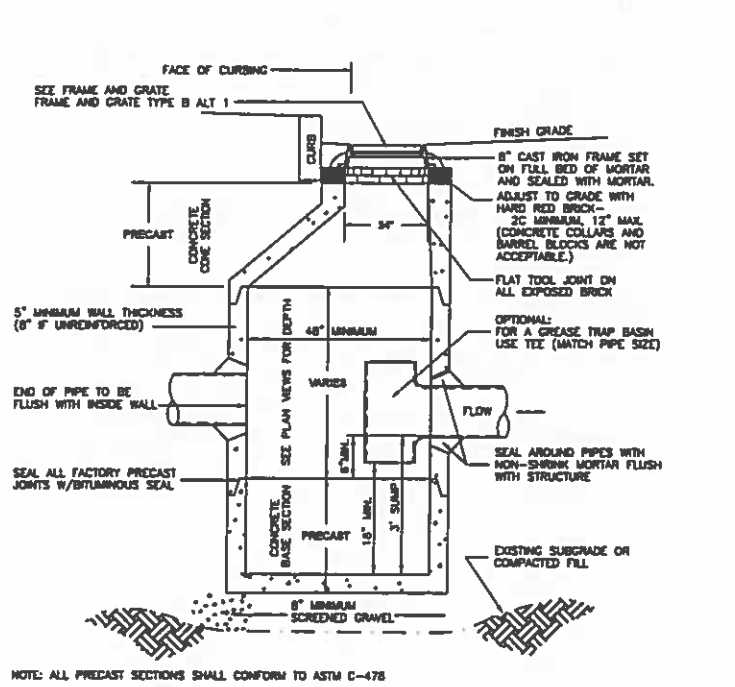 FACE OF CURBING
SEE FRAME AND GRATE
FRAME AND GRATE TYPE B ALT 1
CURB
FINISH GRADE
8" CAST IRON FRAME SET
ON FULL BED OF MORTAR
AND SEALED WITH MORTAR.
ADJUST TO GRADE WITH
HARD RED BRICK-
2C MINIMUM, 12" MAX.
(CONCRETE COLLARS AND
BARREL BLOCKS ARE NOT
ACCEPTABLE.)
PRECAST
CONCRETE
CONE SECTION
FLAT TOOL JOINT ON
ALL EXPOSED BRICK
5" MINIMUM WALL THICKNESS
(8" IF UNREINFORCED)
48" MINIMUM
OPTIONAL:
FOR A GREASE TRAP BASIN
USE TEE (MATCH PIPE SIZE)
SEE PLAN VIEWS FOR DEPTH
VARIES
END OF PIPE TO BE
FLUSH WITH INSIDE WALL
FLOW
SEAL AROUND PIPES WITH
NON-SHRINK MORTAR FLUSH
WITH STRUCTURE
SEAL ALL FACTORY PRECAST
JOINTS W/BITUMINOUS SEAL
MIN.
18" MIN.
3' SUMP
CONCRETE
BASE SECTION
PRECAST
EXISTING SUBGRADE OR
COMPACTED FILL
MINIMUM
SCREENED GRAVEL
NOTE: ALL PRECAST SECTIONS SHALL CONFORM TO ASTM C-478